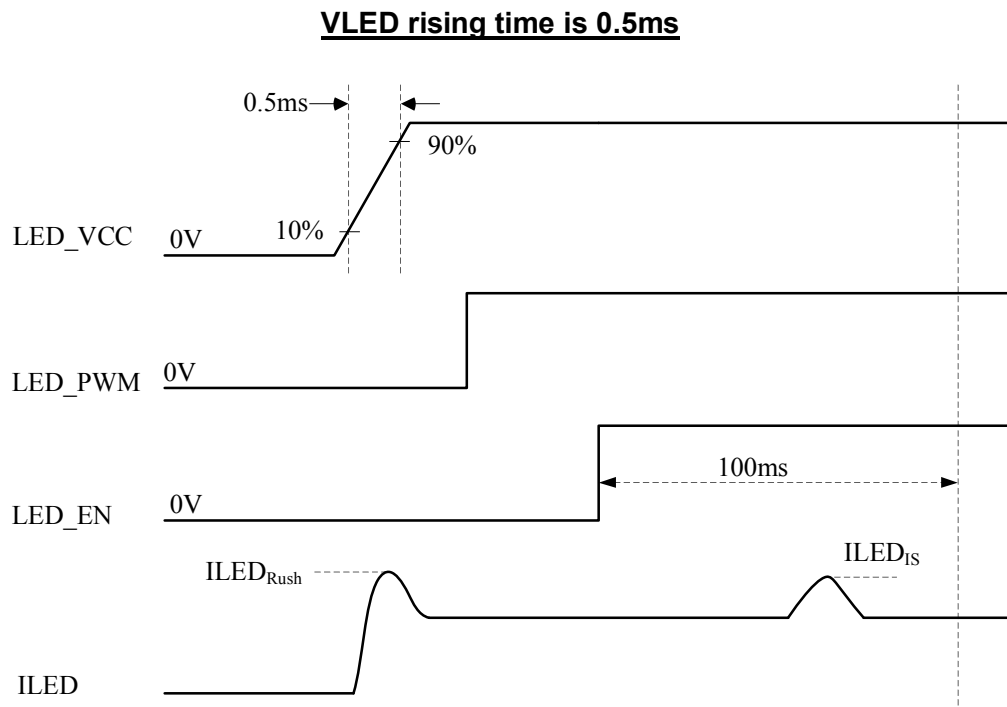 VLED rising time is 0.5ms
0.5ms
90%
10%
LED_VCC
0V
0V
LED_PWM
100ms
0V
LED_EN
ILEDRush
ILEDIS
ILED